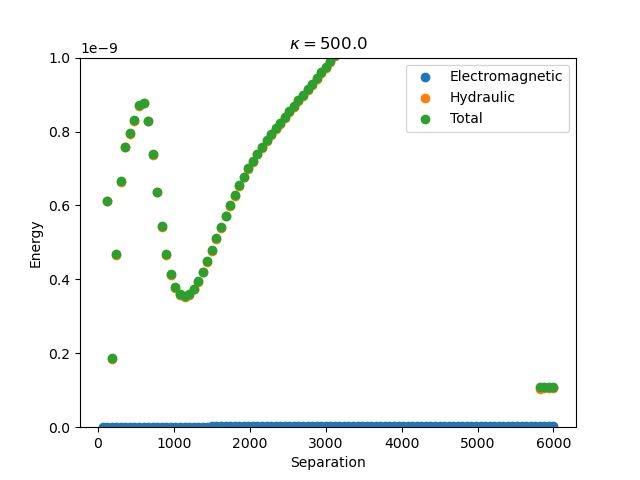 κ = 500.0
1e−9
Electromagnetic
Hydraulic
Total
1.0
0.8
0.6
0.4
0.2
0.0
Energy
0 1000 2000 3000 4000 5000 6000
Separation